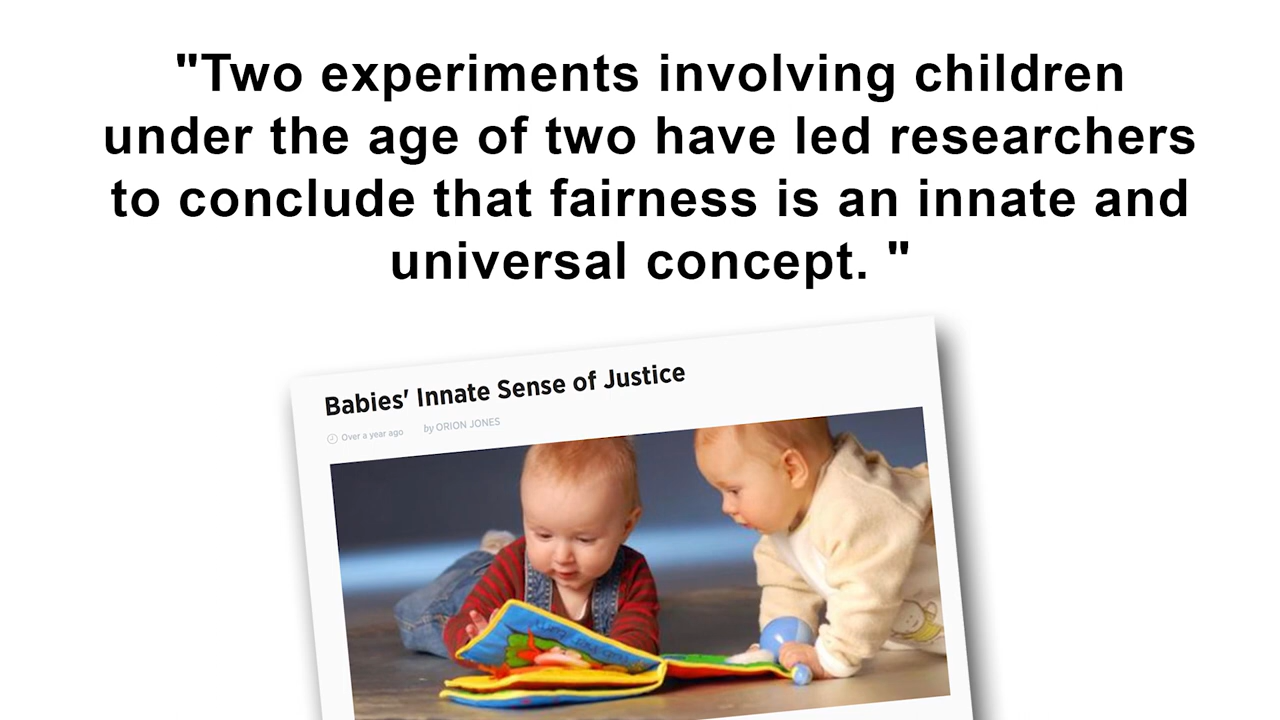 "Two experiments involving children
under the age of two have led researchers
to conclude that fairness is an innate and
universal concept. "
Babies' Innate Sense of Justice
Over a year ago by ORION JONES